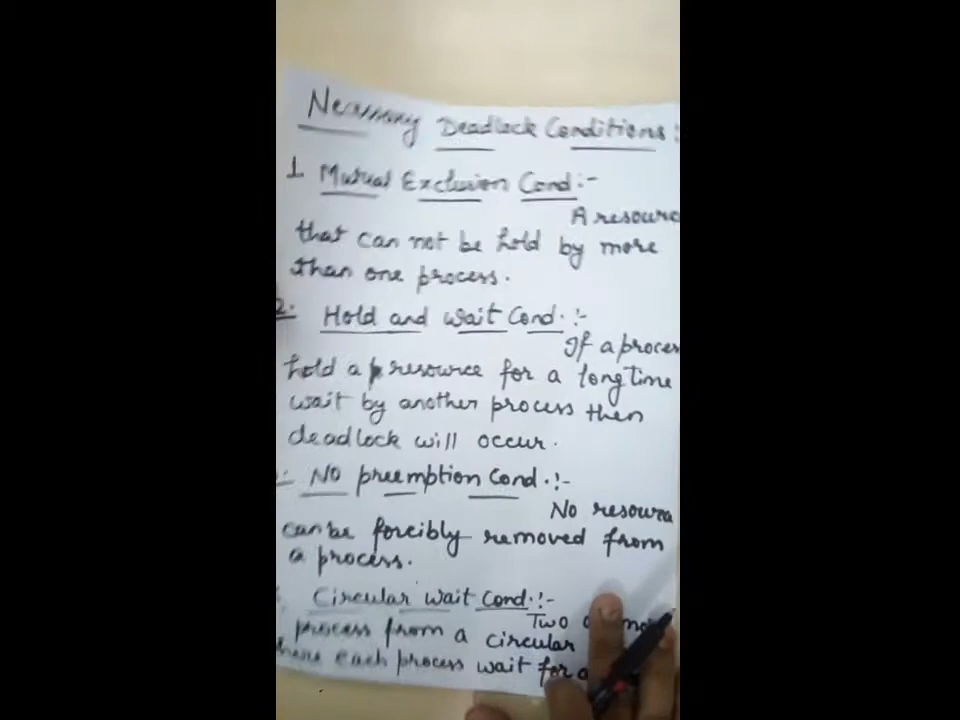 Necessary Deadlock Conditions:
1. Mutual Exclusion Cond:-
A resourc
that can not be hold by more
than one process.
2. Hold and wait Cond.:-
If a proces
hold a resource for a long time
wait by another process then
deadlock will occur.
No preemption Cond.:-
No resourc
can be forcibly removed from
a process.
Circular wait Cond.:-
Two
process from a circular
each process wait for a